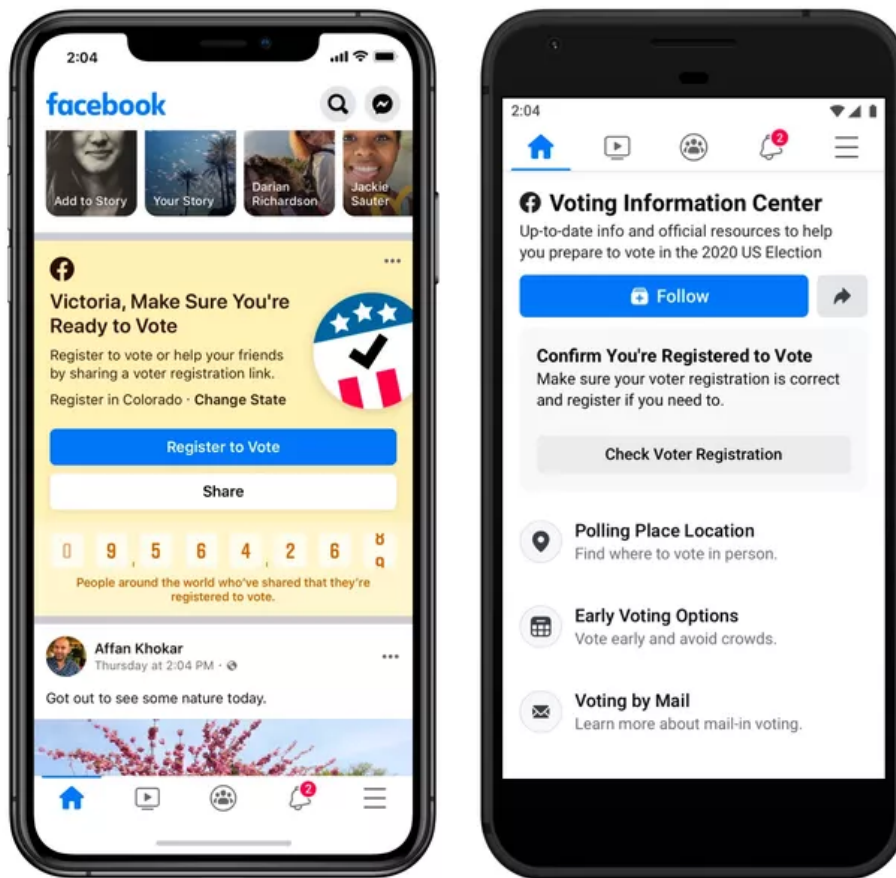 2:04
facebook
Add to Story
Your Story
Darian
Richardson
Jackie
Sauter
Victoria, Make Sure You're
Ready to Vote
Register to vote or help your friends
by sharing a voter registration link.
Register in Colorado · Change State
Register to Vote
Share
0 9,564,26
People around the world who've shared that they're
registered to vote.
Affan Khokar
Thursday at 2:04 PM ·
Got out to see some nature today.
2
2:04
2
Voting Information Center
Up-to-date info and official resources to help
you prepare to vote in the 2020 US Election
Follow
Confirm You're Registered to Vote
Make sure your voter registration is correct
and register if you need to.
Check Voter Registration
Polling Place Location
Find where to vote in person.
Early Voting Options
Vote early and avoid crowds.
Voting by Mail
Learn more about mail-in voting.